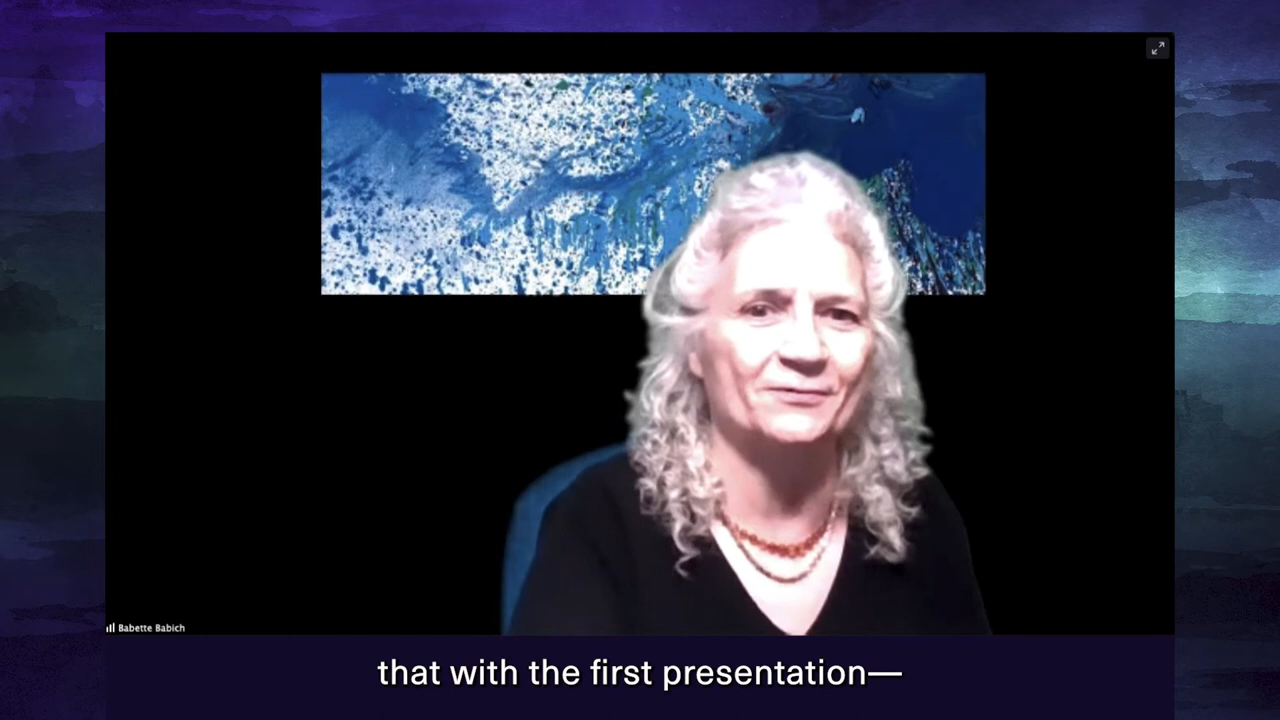 Babette Babich
that with the first presentation—